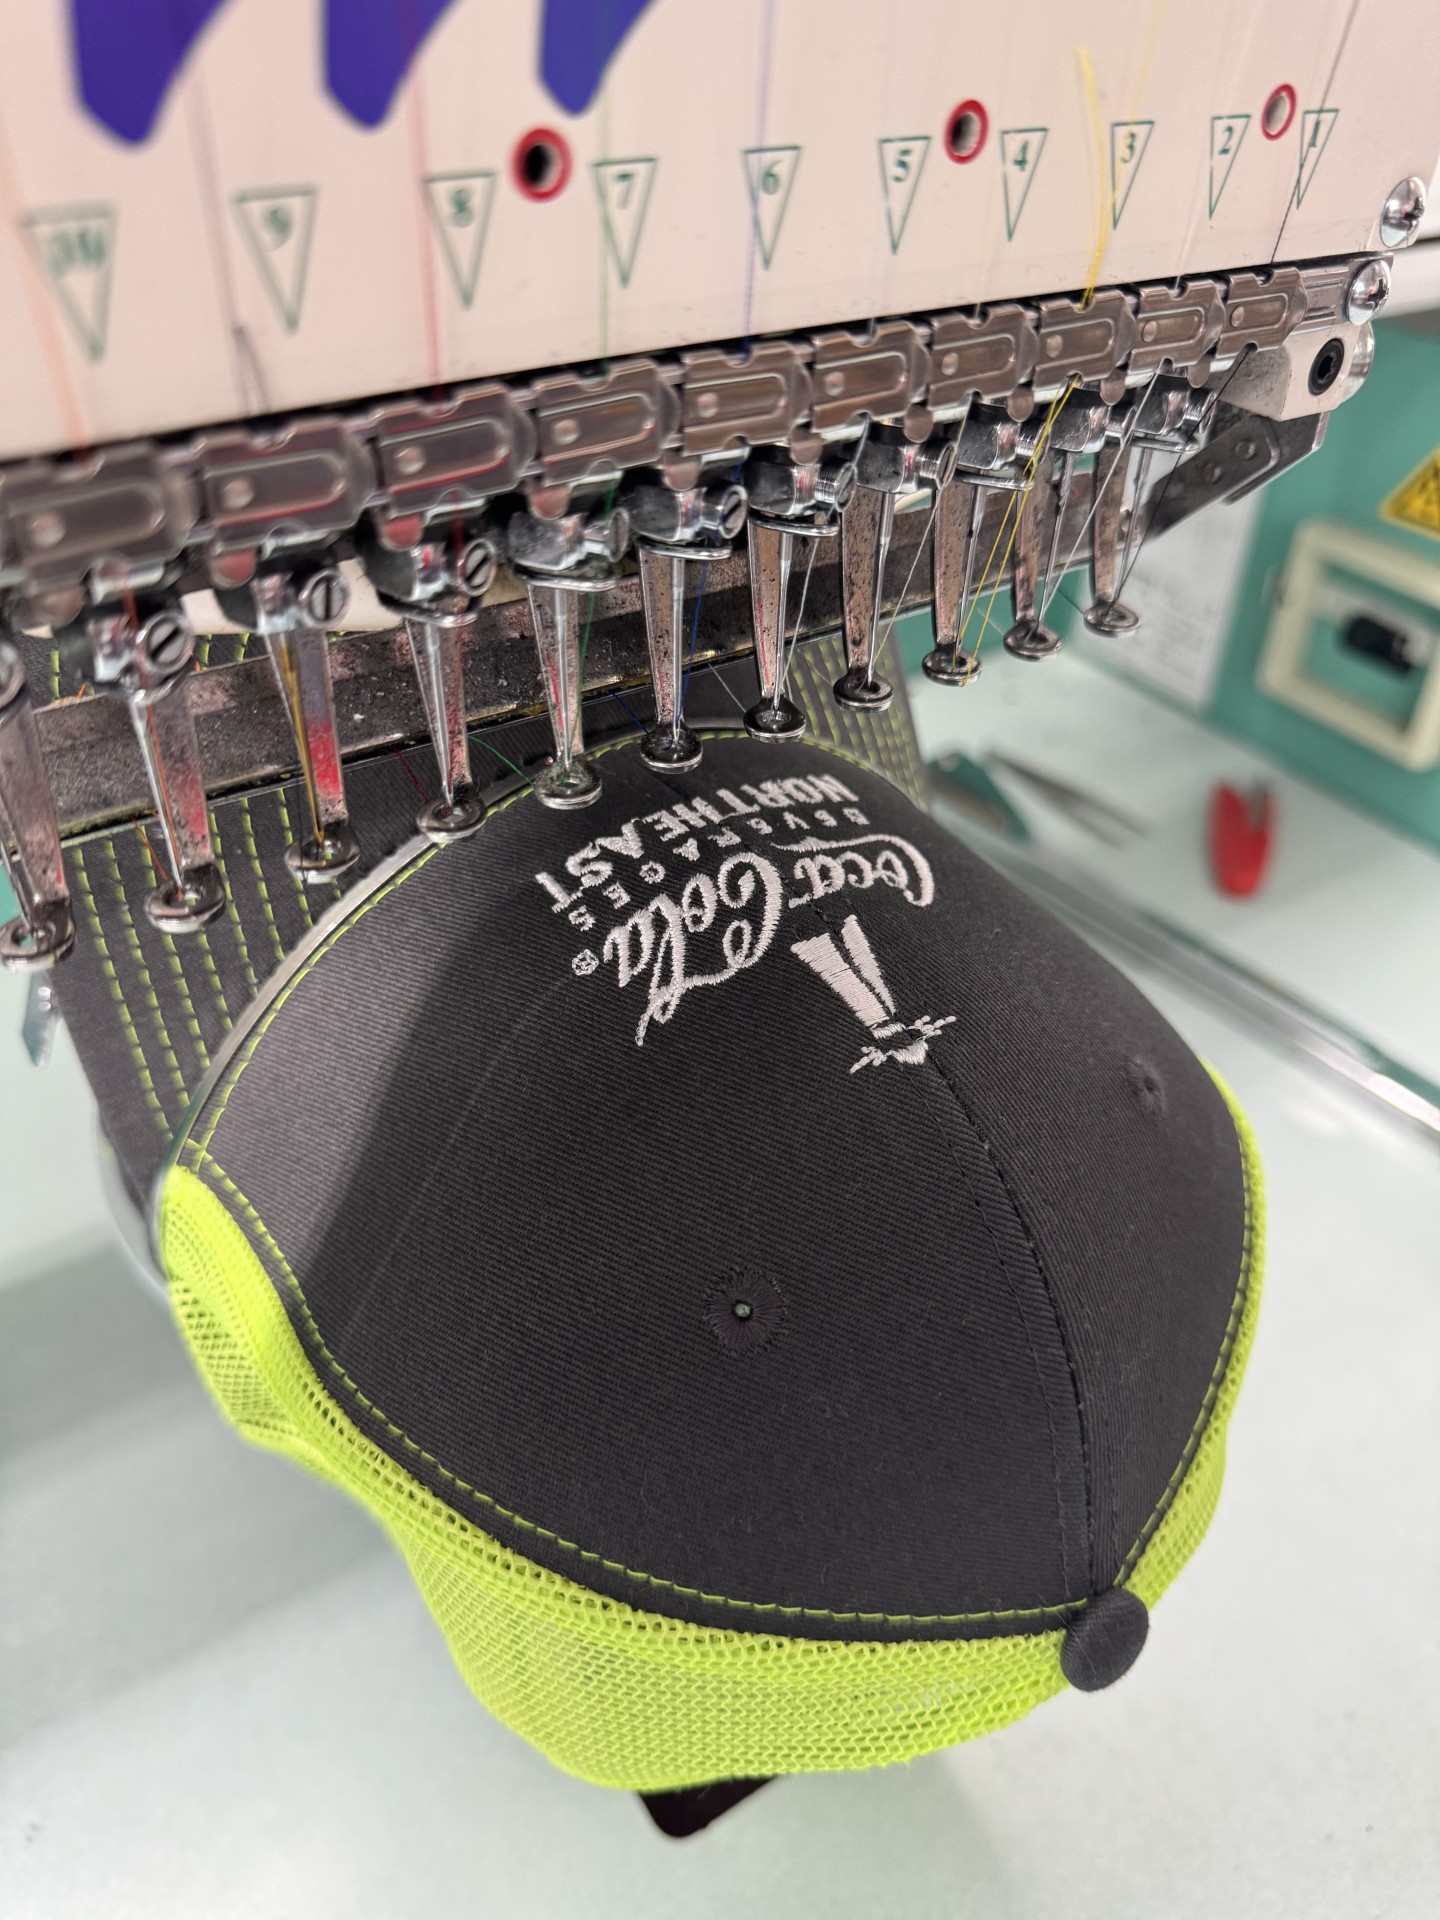 10 9 8 7 6 5 4 3 2 1
Coca-Cola®
BEVERAGES
NORTHEAST